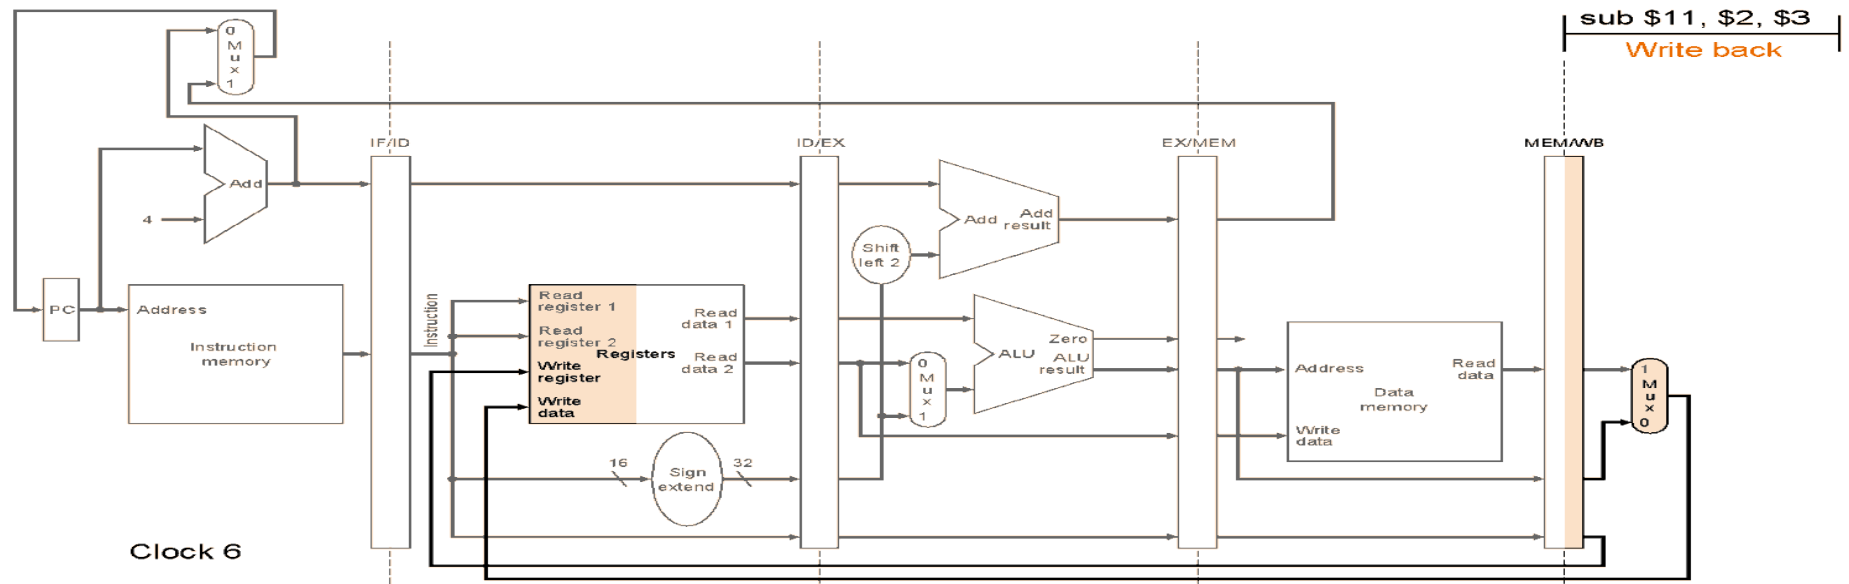 sub $11, $2, $3
Write back
0
M
u
x
1
IF/ID
ID/EX
EX/MEM
MEM/WB
Add
4
Add
Add
result
Shift
left 2
PC
Address
Instruction
memory
Instruction
Read
register 1
Read
register 2
Write
register
Write
data
Registers
Read
data 1
Read
data 2
0
M
u
x
1
Zero
ALU
ALU
result
Address
Read
data
Data
memory
Write
data
1
M
u
x
0
16
Sign
extend
32
Clock 6